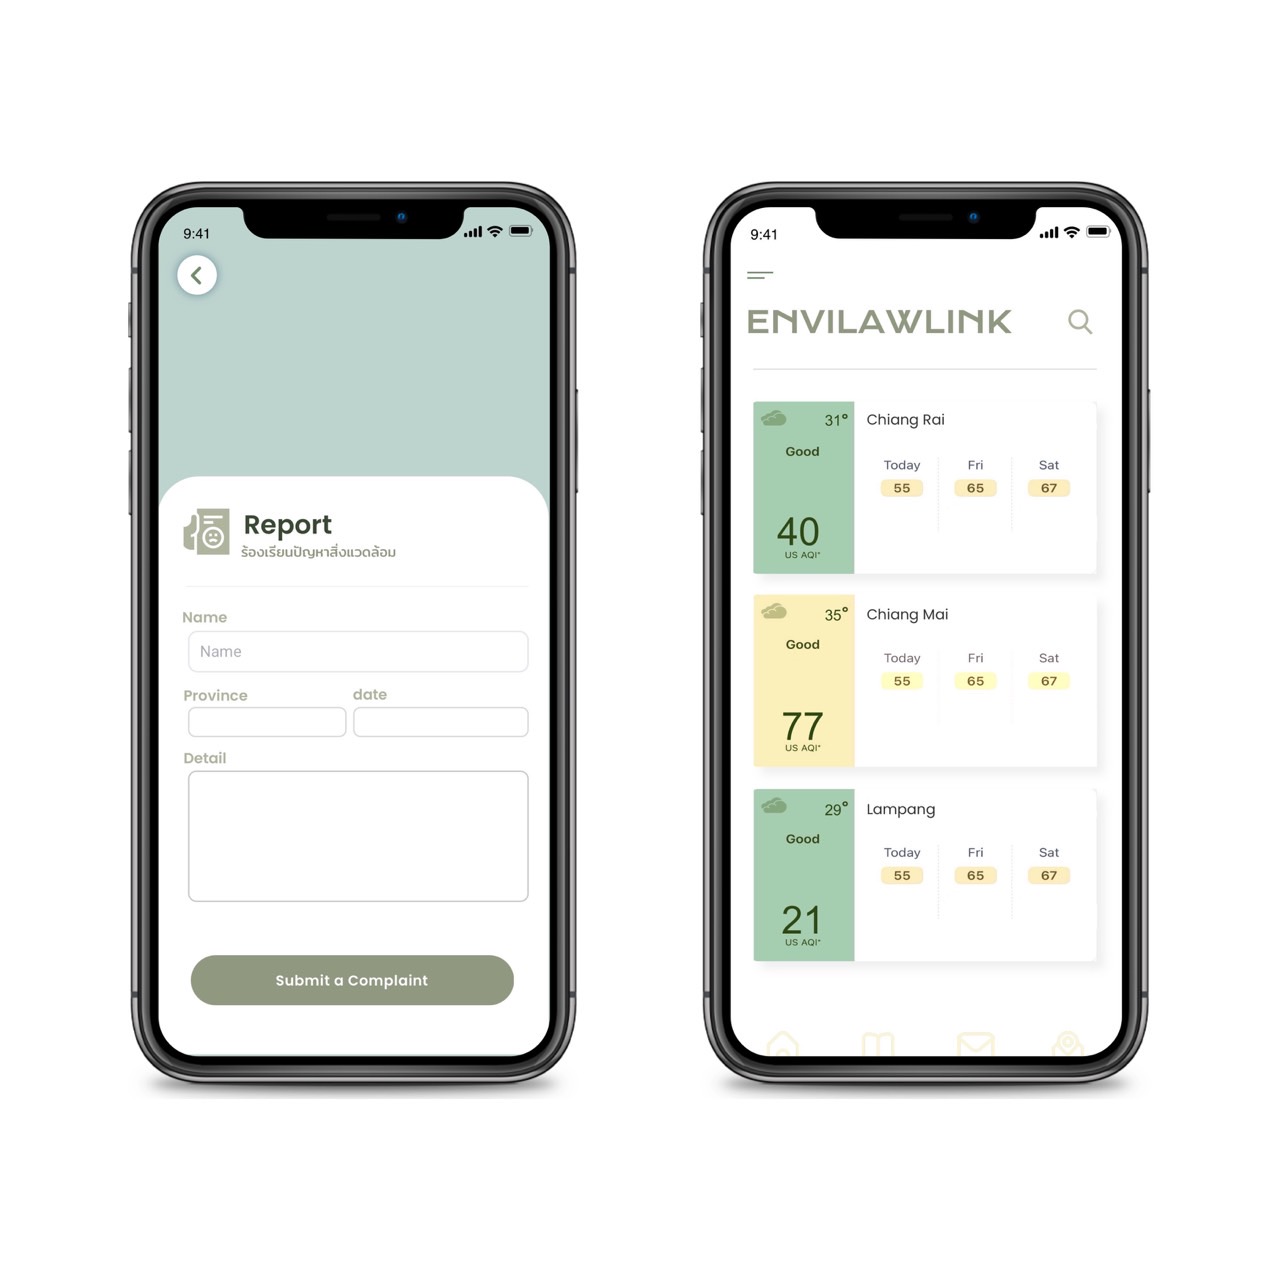 9:41
Report
ร้องเรียนปัญหาสิ่งแวดล้อม
Name
Name
Province date
Detail
Submit a Complaint
9:41
ENVILAWLINK
31° Chiang Rai
Good
Today Fri Sat
55 65 67
40
US AQI*
35° Chiang Mai
Good
Today Fri Sat
55 65 67
77
US AQI*
29° Lampang
Good
Today Fri Sat
55 65 67
21
US AQI*